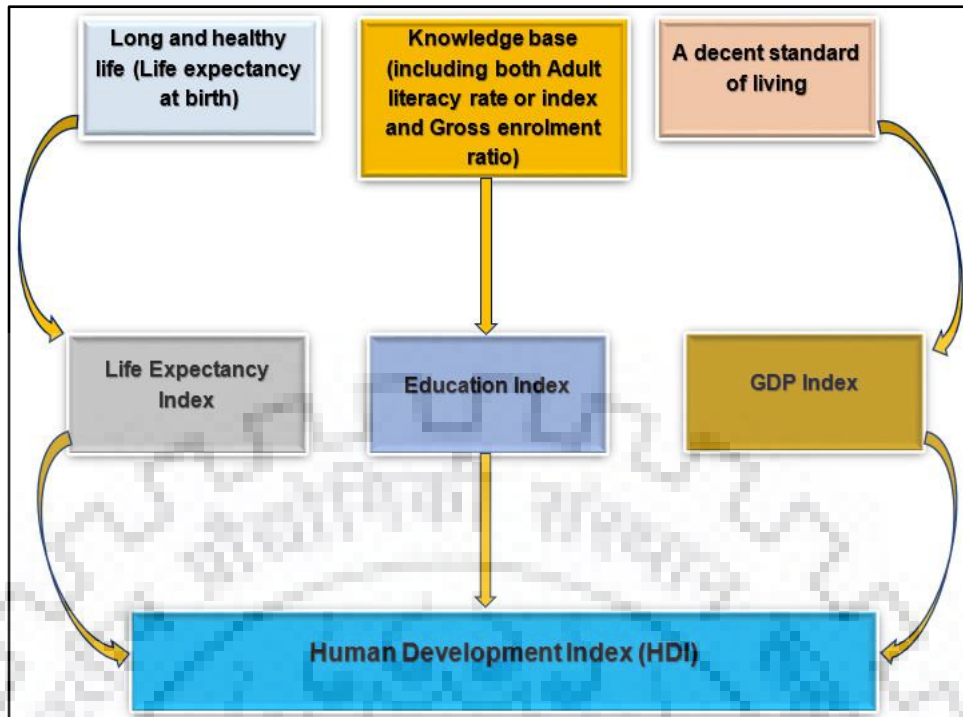 Long and healthy
life (Life expectancy
at birth)
Knowledge base
(including both Adult
literacy rate or index
and Gross enrolment
ratio)
A decent standard
of living
Life Expectancy
Index
Education Index
GDP Index
Human Development Index (HDI)